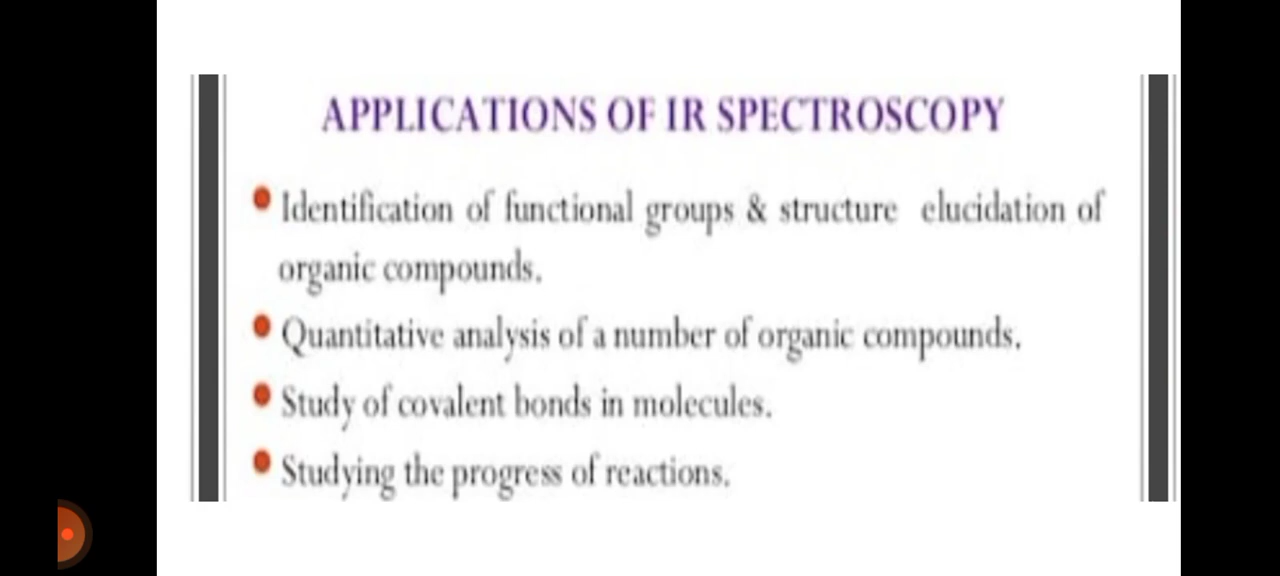 APPLICATIONS OF IR SPECTROSCOPY
Identification of functional groups & structure elucidation of
organic compounds.
Quantitative analysis of a number of organic compounds.
Study of covalent bonds in molecules.
Studying the progress of reactions.